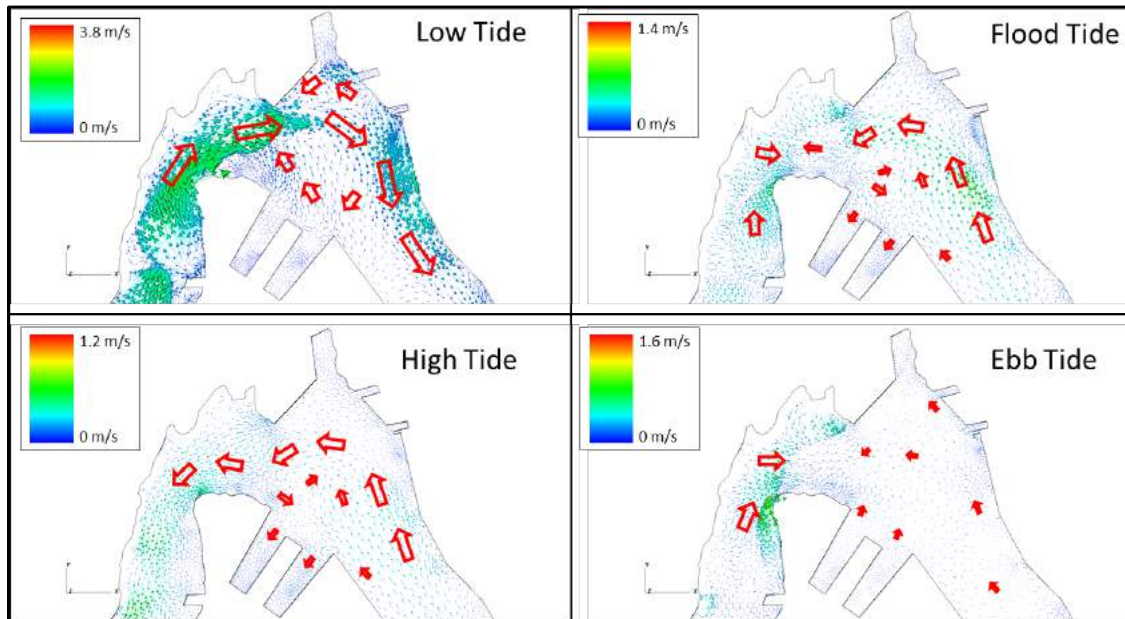 3.8 m/s
0 m/s
Low Tide
1.4 m/s
0 m/s
Flood Tide
1.2 m/s
0 m/s
High Tide
1.6 m/s
0 m/s
Ebb Tide